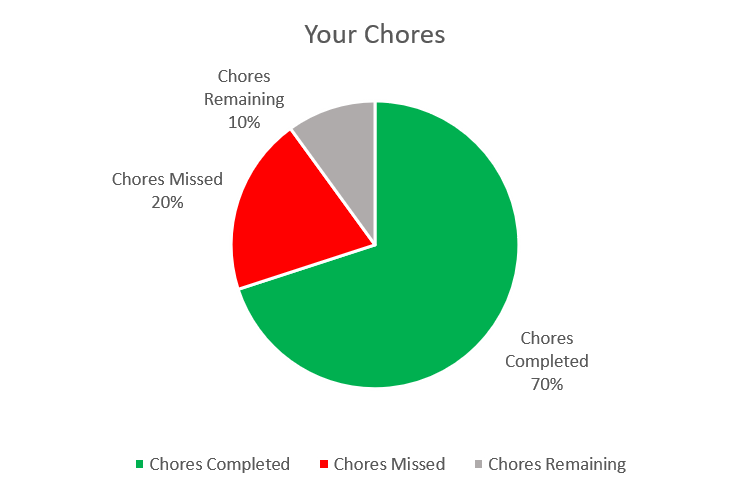 Your Chores
Chores
Remaining
10%
Chores Missed
20%
Chores
Completed
70%
Chores Completed
Chores Missed
Chores Remaining